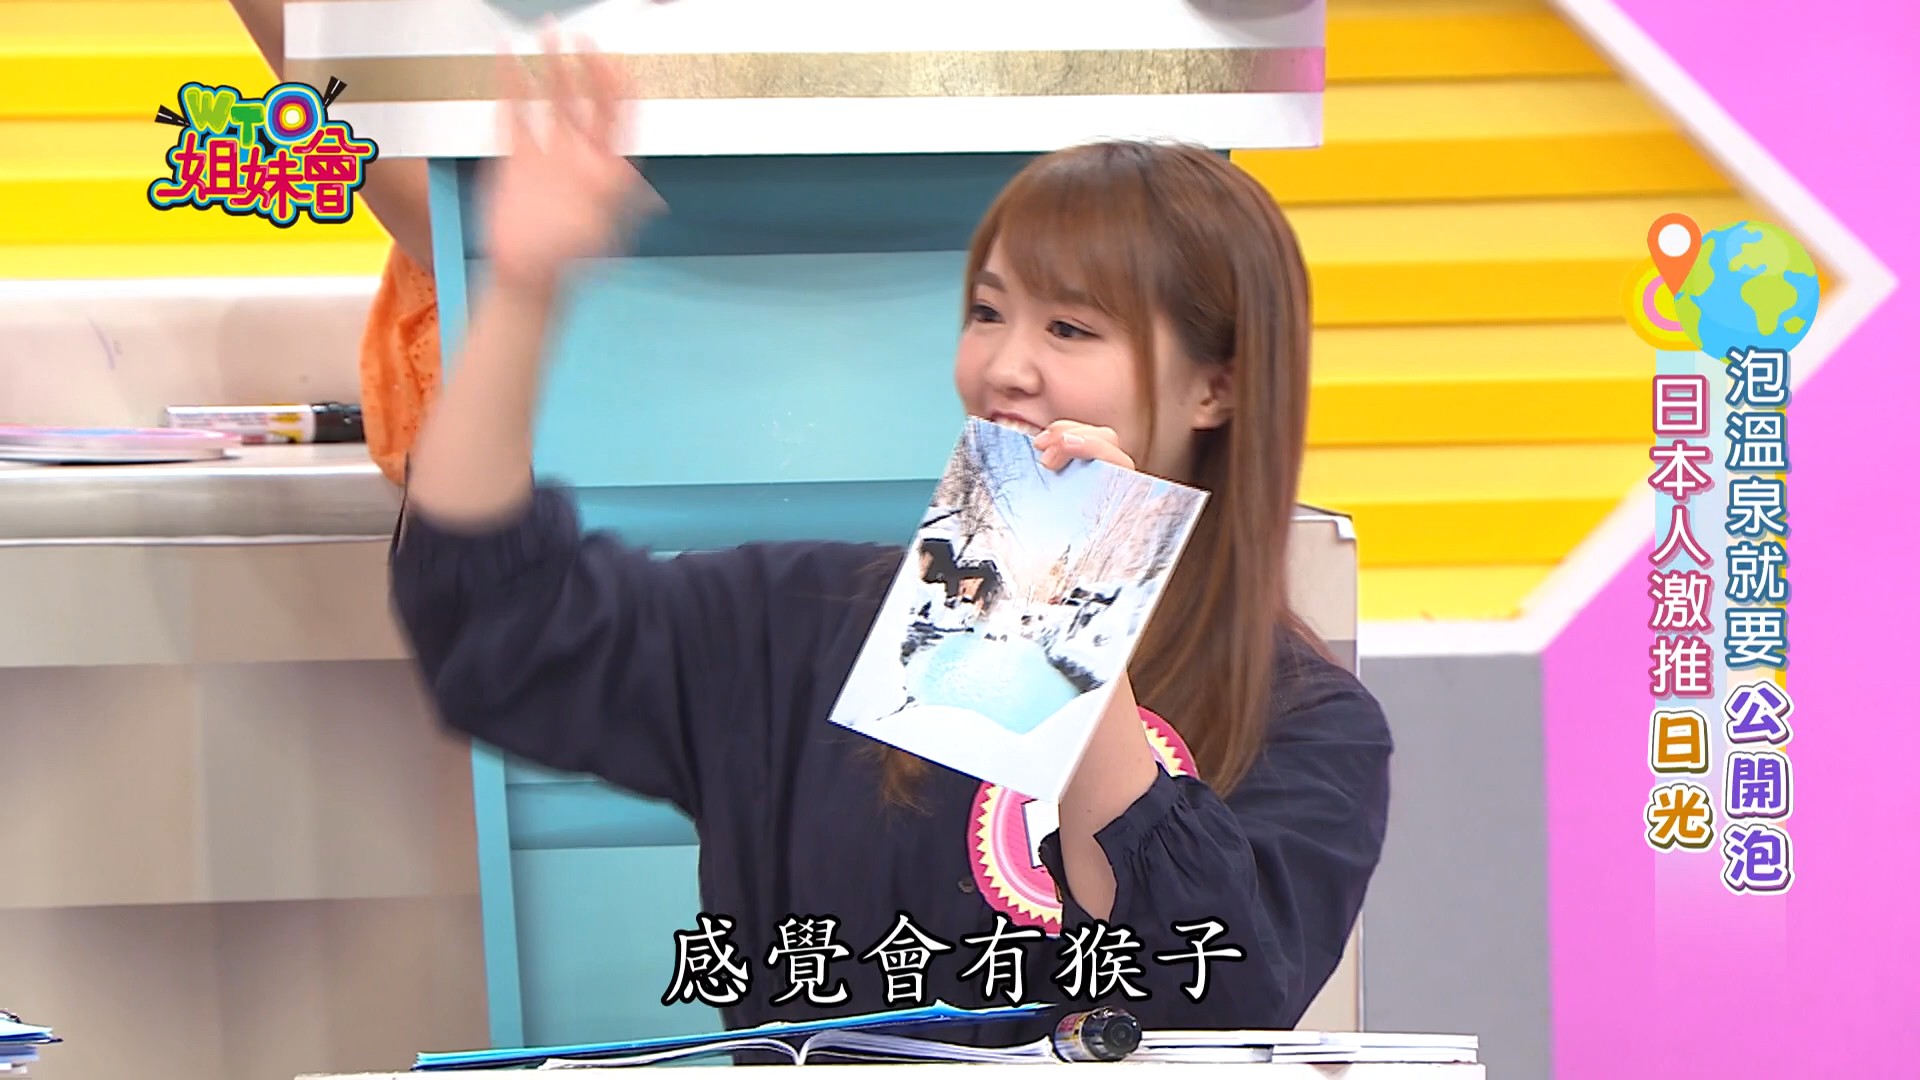 WTO
姐妹會
泡溫泉就要公開泡
日本人激推日光
感覺會有猴子